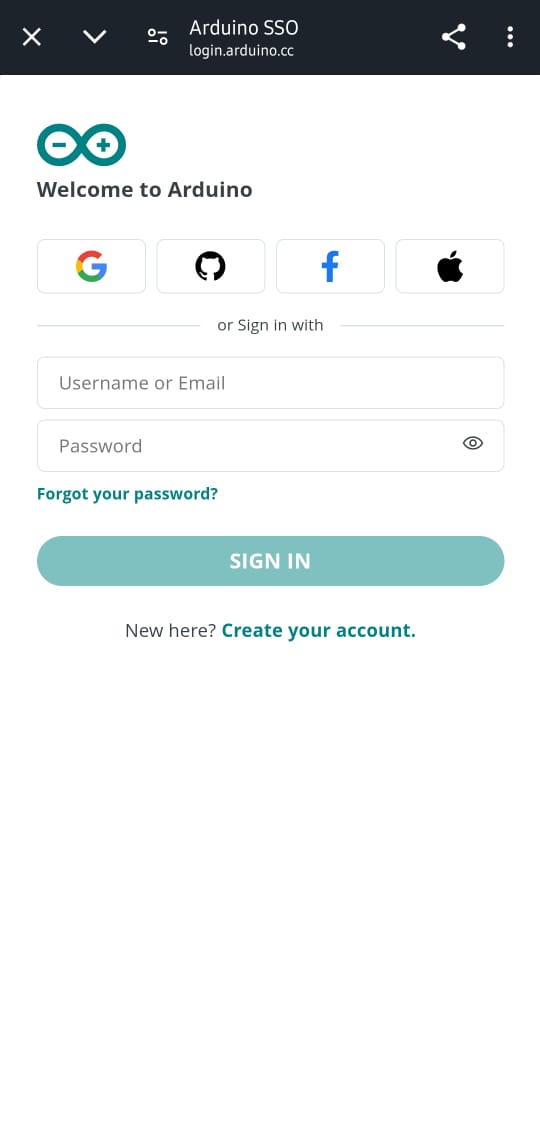 Arduino SSO
login.arduino.cc
Welcome to Arduino
or Sign in with
Username or Email
Password
Forgot your password?
SIGN IN
New here? Create your account.